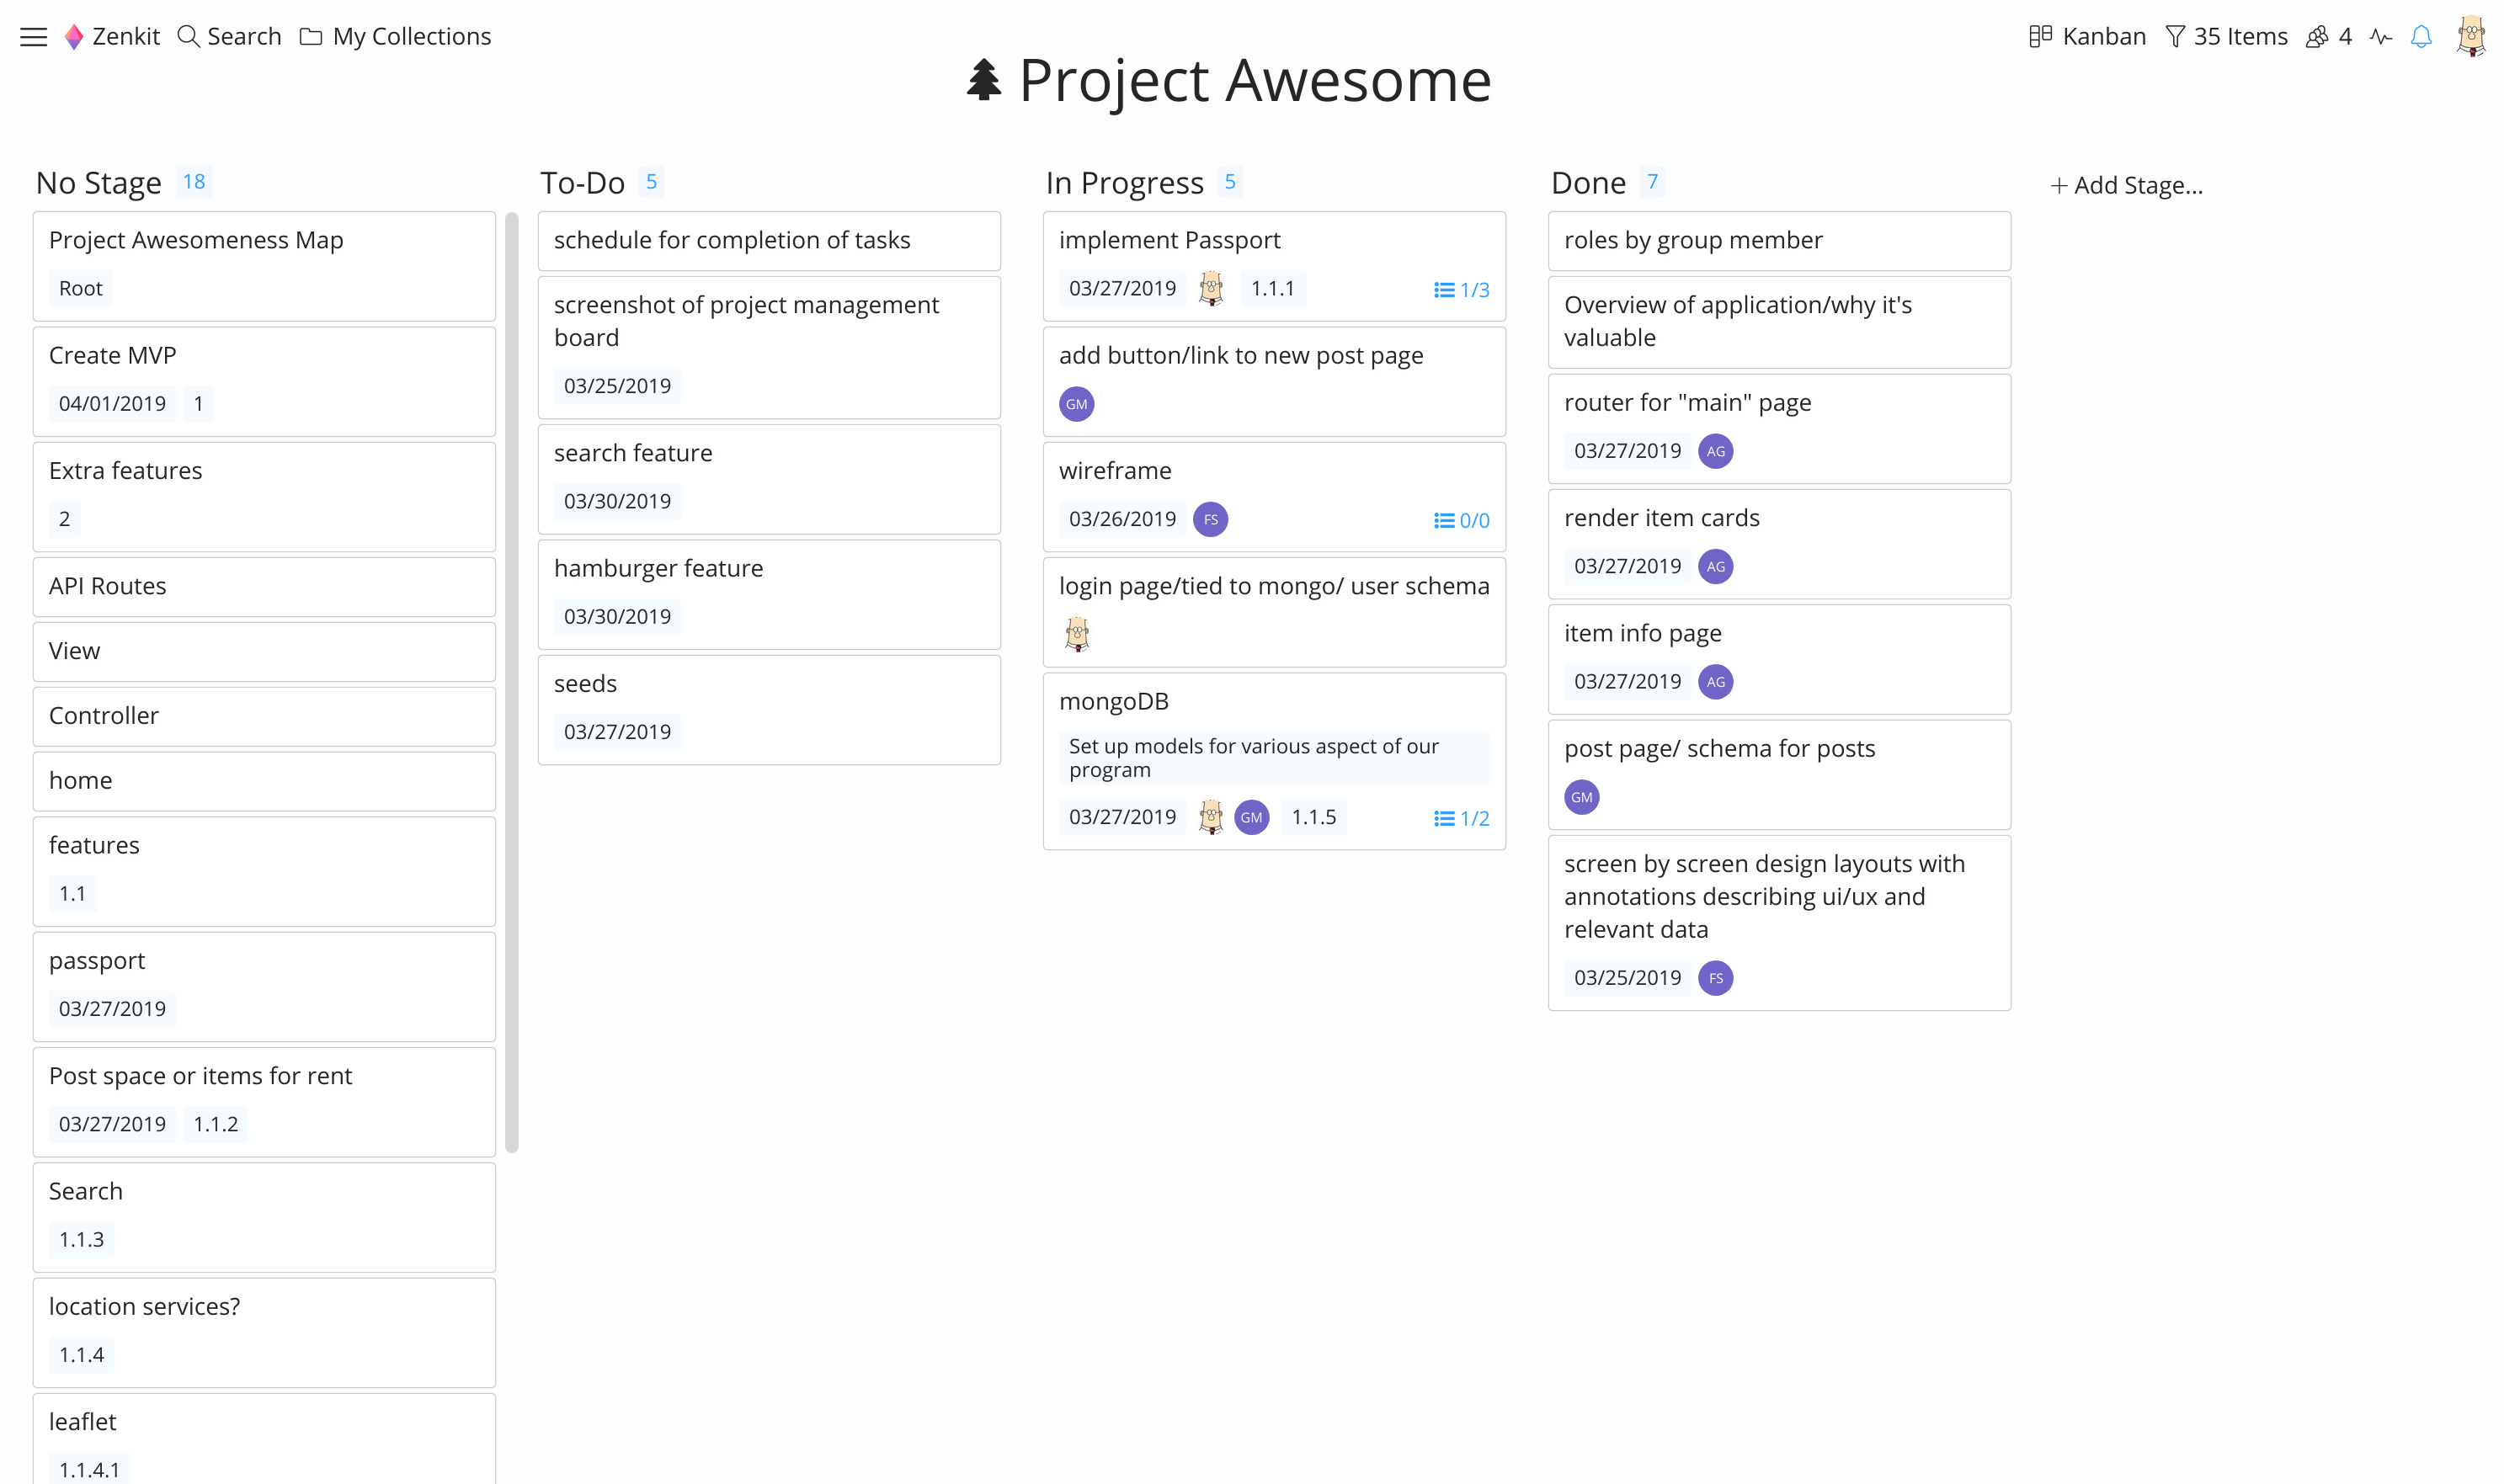 Zenkit Search My Collections
Kanban 35 Items 4
Project Awesome
No Stage 18
Project Awesomeness Map
Root
Create MVP
04/01/2019 1
Extra features
2
API Routes
View
Controller
home
features
1.1
passport
03/27/2019
Post space or items for rent
03/27/2019 1.1.2
Search
1.1.3
location services?
1.1.4
leaflet
1.1.4.1
To-Do 5
schedule for completion of tasks
screenshot of project management
board
03/25/2019
search feature
03/30/2019
hamburger feature
03/30/2019
seeds
03/27/2019
In Progress 5
implement Passport
03/27/2019 1.1.1 1/3
add button/link to new post page
GM
wireframe
03/26/2019 FS 0/0
login page/tied to mongo/ user schema
mongoDB
Set up models for various aspect of our
program
03/27/2019 GM 1.1.5 1/2
Done 7
roles by group member
Overview of application/why it's
valuable
router for "main" page
03/27/2019 AG
render item cards
03/27/2019 AG
item info page
03/27/2019 AG
post page/ schema for posts
GM
screen by screen design layouts with
annotations describing ui/ux and
relevant data
03/25/2019 FS
+ Add Stage...